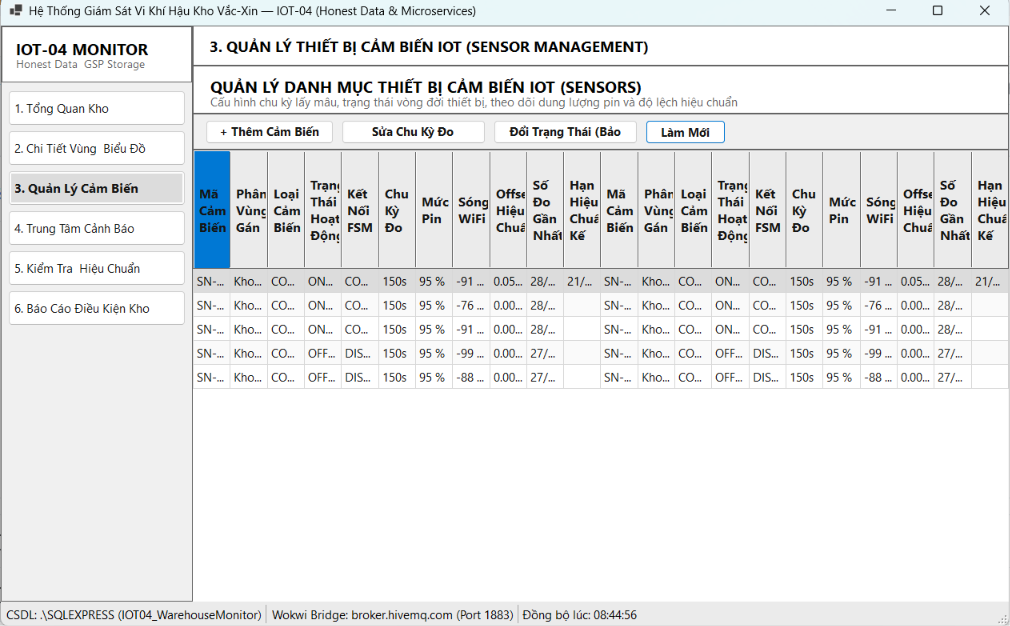 Hệ Thống Giám Sát Vi Khí Hậu Kho Vắc-Xin — IOT-04 (Honest Data & Microservices)
IOT-04 MONITOR
Honest Data  GSP Storage
1. Tổng Quan Kho
2. Chi Tiết Vùng  Biểu Đồ
3. Quản Lý Cảm Biến
4. Trung Tâm Cảnh Báo
5. Kiểm Tra  Hiệu Chuẩn
6. Báo Cáo Điều Kiện Kho
3. QUẢN LÝ THIẾT BỊ CẢM BIẾN IOT (SENSOR MANAGEMENT)
QUẢN LÝ DANH MỤC THIẾT BỊ CẢM BIẾN IOT (SENSORS)
Cấu hình chu kỳ lấy mẫu, trạng thái vòng đời thiết bị, theo dõi dung lượng pin và độ lệch hiệu chuẩn
+ Thêm Cảm Biến  Sửa Chu Kỳ Đo  Đổi Trạng Thái (Bảo  Làm Mới
Mã Cảm Biến  Phân Vùng Gán  Loại Cảm Biến  Trạng Thái Hoạt Động  Kết Nối FSM  Chu Kỳ Đo  Mức Pin  Sóng WiFi  Offse Hiệu Chuẩ  Số Đo Gần Nhất  Hạn Hiệu Chuẩ Kế  Mã Cảm Biến  Phân Vùng Gán  Loại Cảm Biến  Trạng Thái Hoạt Động  Kết Nối FSM  Chu Kỳ Đo  Mức Pin  Sóng WiFi  Offse Hiệu Chuẩ  Số Đo Gần Nhất  Hạn Hiệu Chuẩ Kế
SN-... Kho... CO... ON... CO... 150s 95 % -91 ... 0.05... 28/... 21/... SN-... Kho... CO... ON... CO... 150s 95 % -91 ... 0.05... 28/... 21/...
SN-... Kho... CO... ON... CO... 150s 95 % -76 ... 0.00... 28/... SN-... Kho... CO... ON... CO... 150s 95 % -76 ... 0.00... 28/...
SN-... Kho... CO... ON... CO... 150s 95 % -91 ... 0.00... 28/... SN-... Kho... CO... ON... CO... 150s 95 % -91 ... 0.00... 28/...
SN-... Kho... CO... OFF... DIS... 150s 95 % -99 ... 0.00... 27/... SN-... Kho... CO... OFF... DIS... 150s 95 % -99 ... 0.00... 27/...
SN-... Kho... CO... OFF... DIS... 150s 95 % -88 ... 0.00... 27/... SN-... Kho... CO... OFF... DIS... 150s 95 % -88 ... 0.00... 27/...
CSDL: .\SQLEXPRESS (IOT04_WarehouseMonitor)  Wokwi Bridge: broker.hivemq.com (Port 1883)  Đồng bộ lúc: 08:44:56